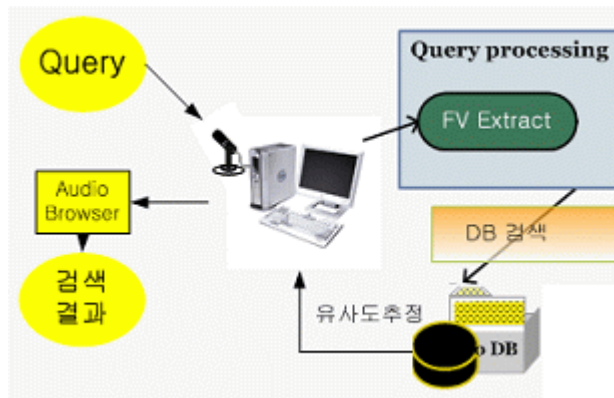 Query
Query processing
FV Extract
Audio
Browser
DB 검색
검색
결과
유사도추정
DB